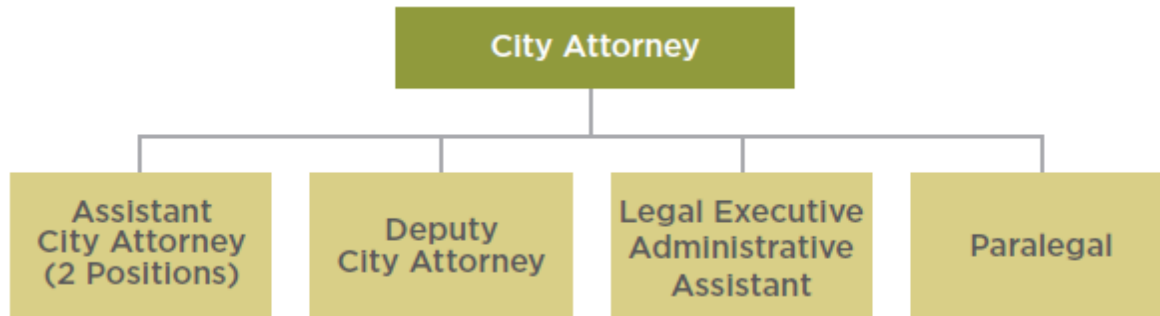 City Attorney
Assistant
City Attorney
(2 Positions)
Deputy
City Attorney
Legal Executive
Administrative
Assistant
Paralegal